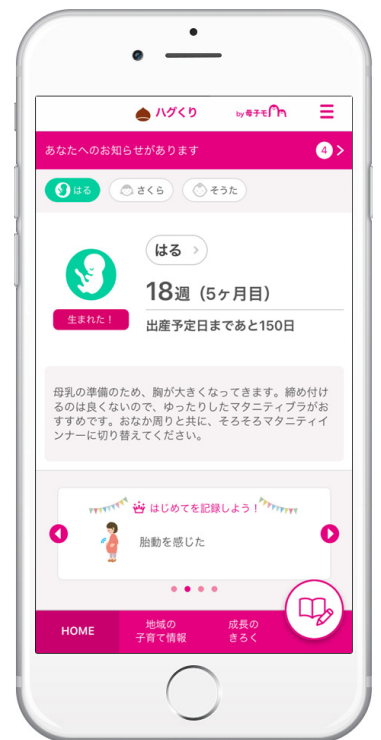 ハグくり by母子モ
あなたへのお知らせがあります 4
はる さくら そうた
はる
18週（5ヶ月目）
生まれた！
出産予定日まであと150日
母乳の準備のため、胸が大きくなってきます。締め付け
るのは良くないので、ゆったりしたマタニティブラがお
すすめです。おなか周りと共に、そろそろマタニティイ
ンナーに切り替えてください。
はじめてを記録しよう！
胎動を感じた
HOME
地域の
子育て情報
成長の
きろく